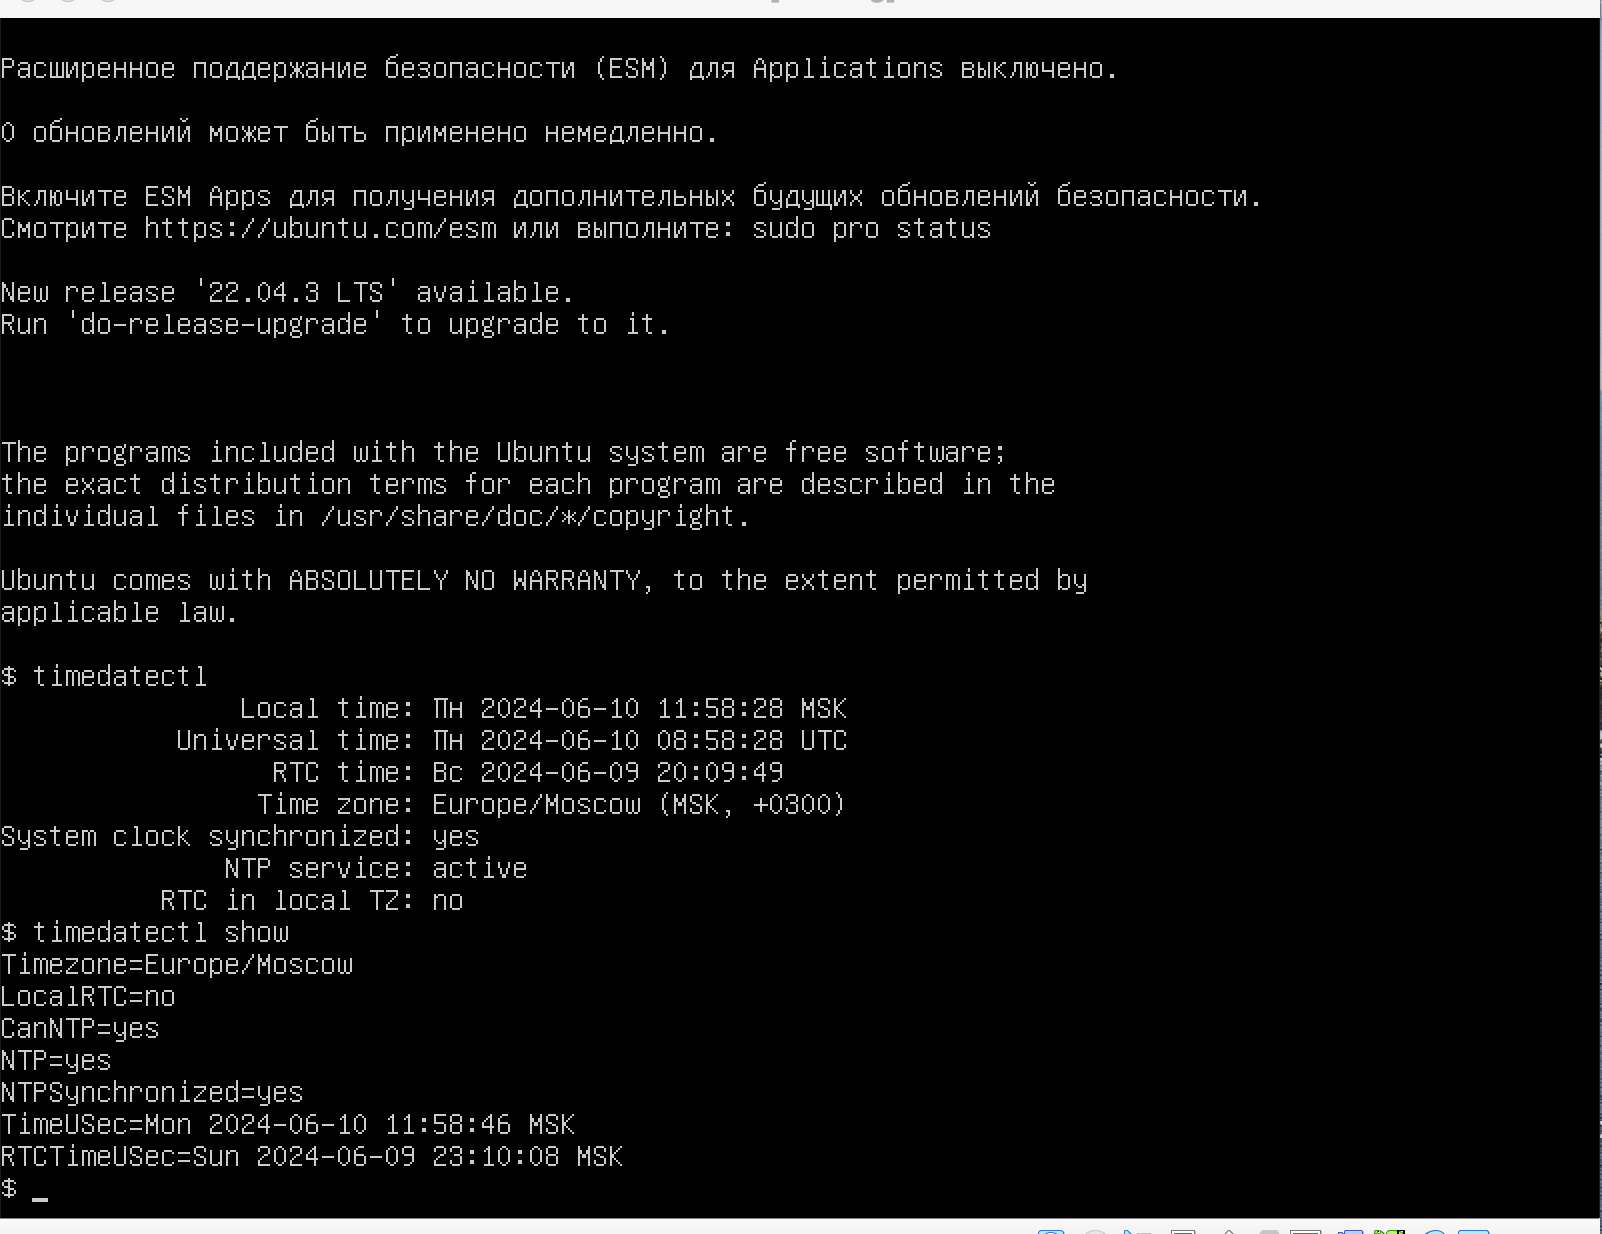 Расширенное поддержание безопасности (ESM) для Applications выключено.
0 обновлений может быть применено немедленно.
Включите ESM Apps для получения дополнительных будущих обновлений безопасности.
Смотрите https://ubuntu.com/esm или выполните: sudo pro status
New release '22.04.3 LTS' available.
Run 'do-release-upgrade' to upgrade to it.
The programs included with the Ubuntu system are free software;
the exact distribution terms for each program are described in the
individual files in /usr/share/doc/*/copyright.
Ubuntu comes with ABSOLUTELY NO WARRANTY, to the extent permitted by
applicable law.
$ timedatectl
Local time: Пн 2024-06-10 11:58:28 MSK
Universal time: Пн 2024-06-10 08:58:28 UTC
RTC time: Вс 2024-06-09 20:09:49
Time zone: Europe/Moscow (MSK, +0300)
System clock synchronized: yes
NTP service: active
RTC in local TZ: no
$ timedatectl show
Timezone=Europe/Moscow
LocalRTC=no
CanNTP=yes
NTP=yes
NTPSynchronized=yes
TimeUSec=Mon 2024-06-10 11:58:46 MSK
RTCTimeUSec=Sun 2024-06-09 23:10:08 MSK
$ _